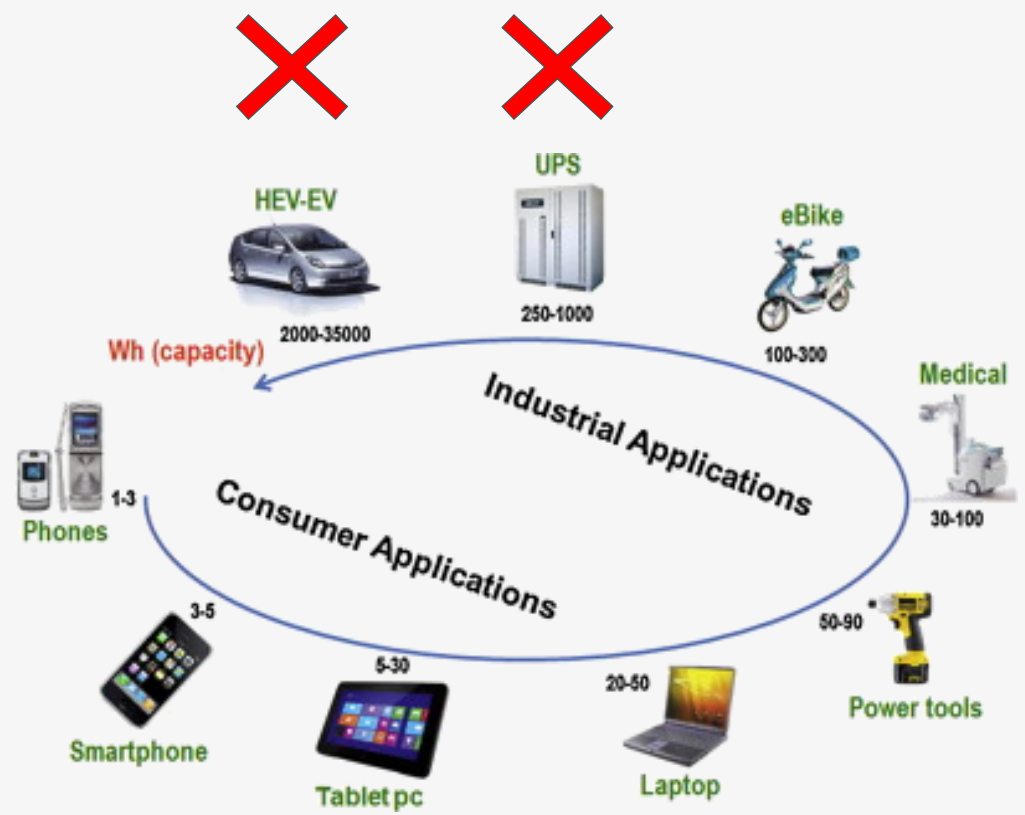 UPS
HEV-EV
eBike
250-1000
2000-35000
Wh (capacity)
100-300
Medical
Industrial Applications
Consumer Applications
1-3
30-100
Phones
3-5
50-90
5-30
20-50
Power tools
Smartphone
Laptop
Tablet pc